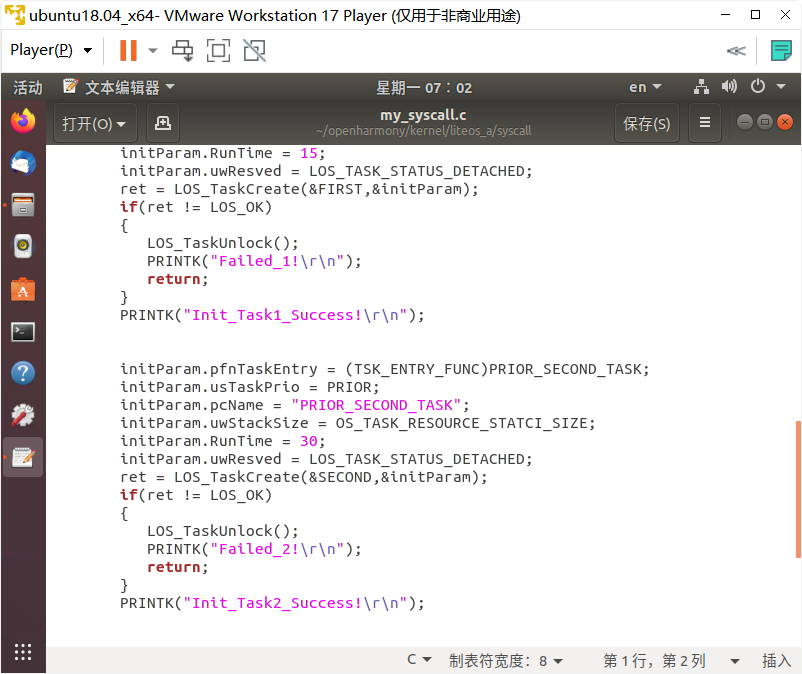 ubuntu18.04_x64- VMware Workstation 17 Player (仅用于非商业用途)
Player(P)
活动 文本编辑器 星期一 07:02 en
打开(O) my_syscall.c 保存(S)
~/openharmony/kernel/liteos_a/syscall
initParam.RunTime = 15;
initParam.uwResved = LOS_TASK_STATUS_DETACHED;
ret = LOS_TaskCreate(&FIRST,&initParam);
if(ret != LOS_OK)
{
LOS_TaskUnlock();
PRINTK("Failed_1!\r\n");
return;
}
PRINTK("Init_Task1_Success!\r\n");
initParam.pfnTaskEntry = (TSK_ENTRY_FUNC)PRIOR_SECOND_TASK;
initParam.usTaskPrio = PRIOR;
initParam.pcName = "PRIOR_SECOND_TASK";
initParam.uwStackSize = OS_TASK_RESOURCE_STATCI_SIZE;
initParam.RunTime = 30;
initParam.uwResved = LOS_TASK_STATUS_DETACHED;
ret = LOS_TaskCreate(&SECOND,&initParam);
if(ret != LOS_OK)
{
LOS_TaskUnlock();
PRINTK("Failed_2!\r\n");
return;
}
PRINTK("Init_Task2_Success!\r\n");
C 制表符宽度: 8 第 1 行, 第 2 列 插入